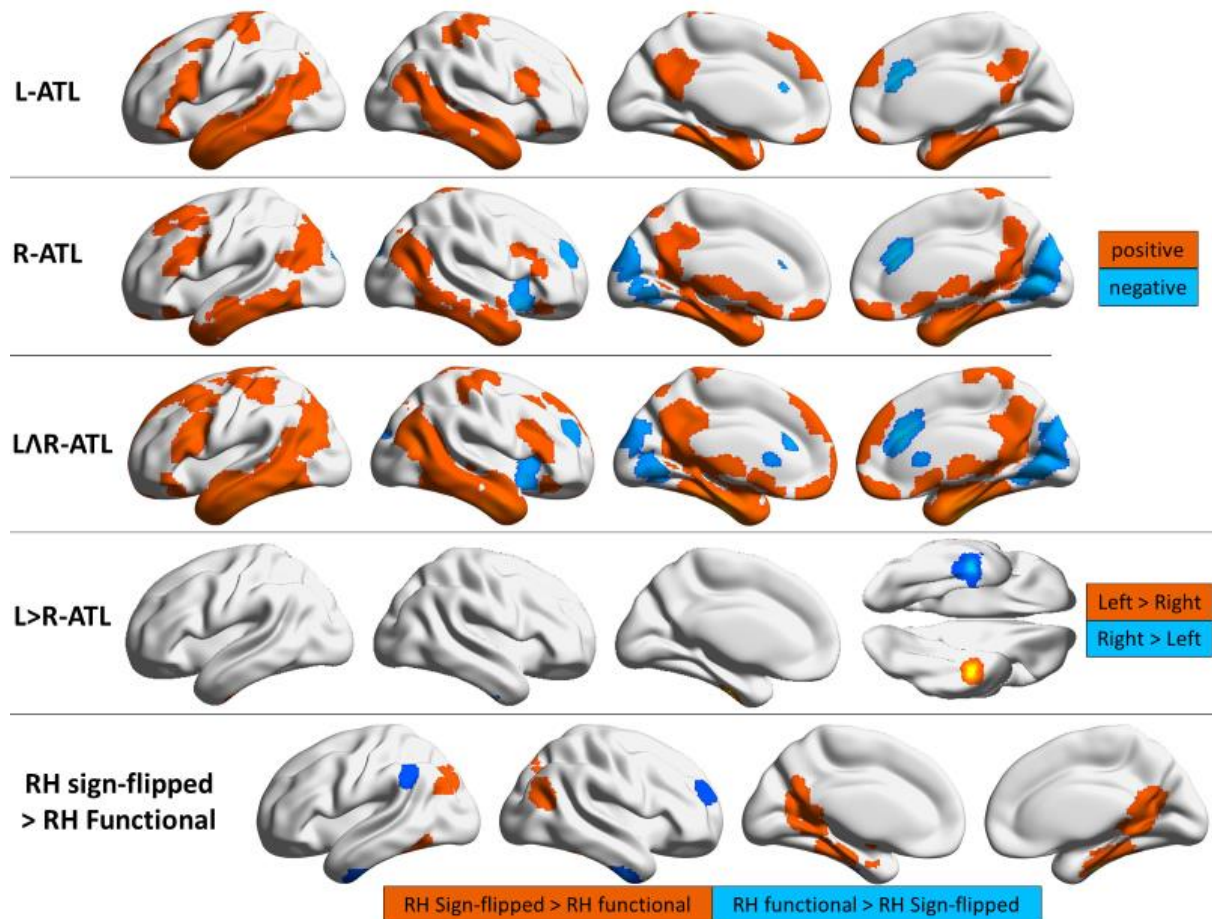 L-ATL
R-ATL
positive
negative
LΛR-ATL
L>R-ATL
Left > Right
Right > Left
RH sign-flipped
> RH Functional
RH Sign-flipped > RH functional
RH functional > RH Sign-flipped